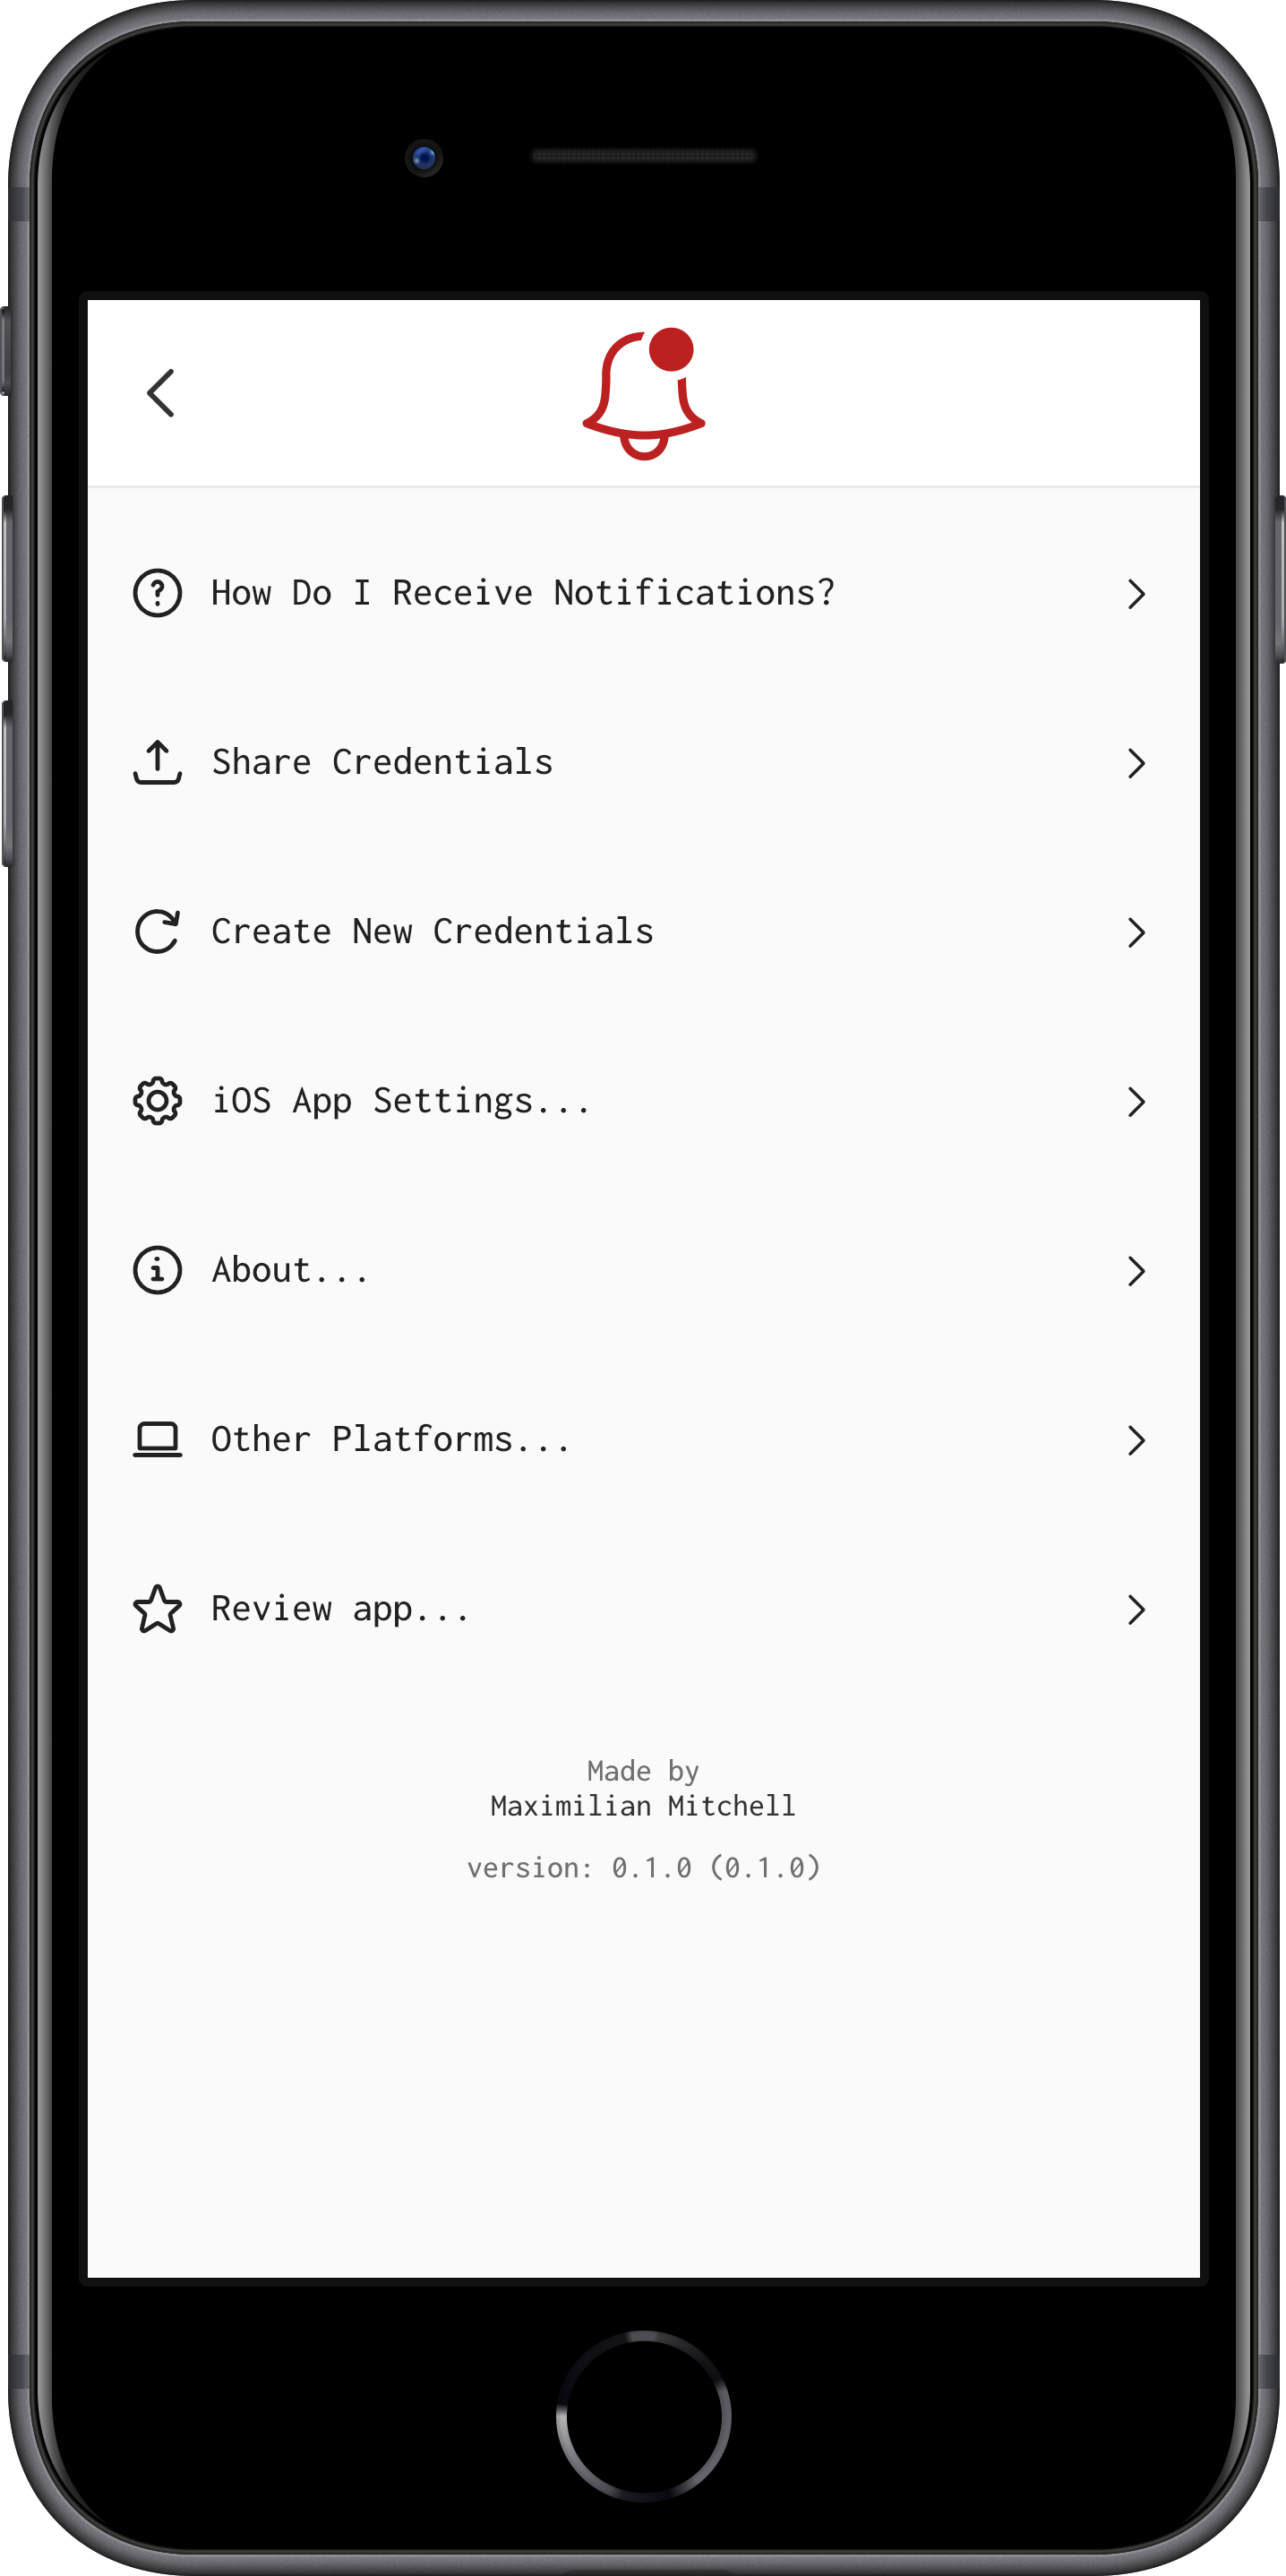 How Do I Receive Notifications?
Share Credentials
Create New Credentials
iOS App Settings...
About...
Other Platforms...
Review app...
Made by
Maximilian Mitchell
version: 0.1.0 (0.1.0)